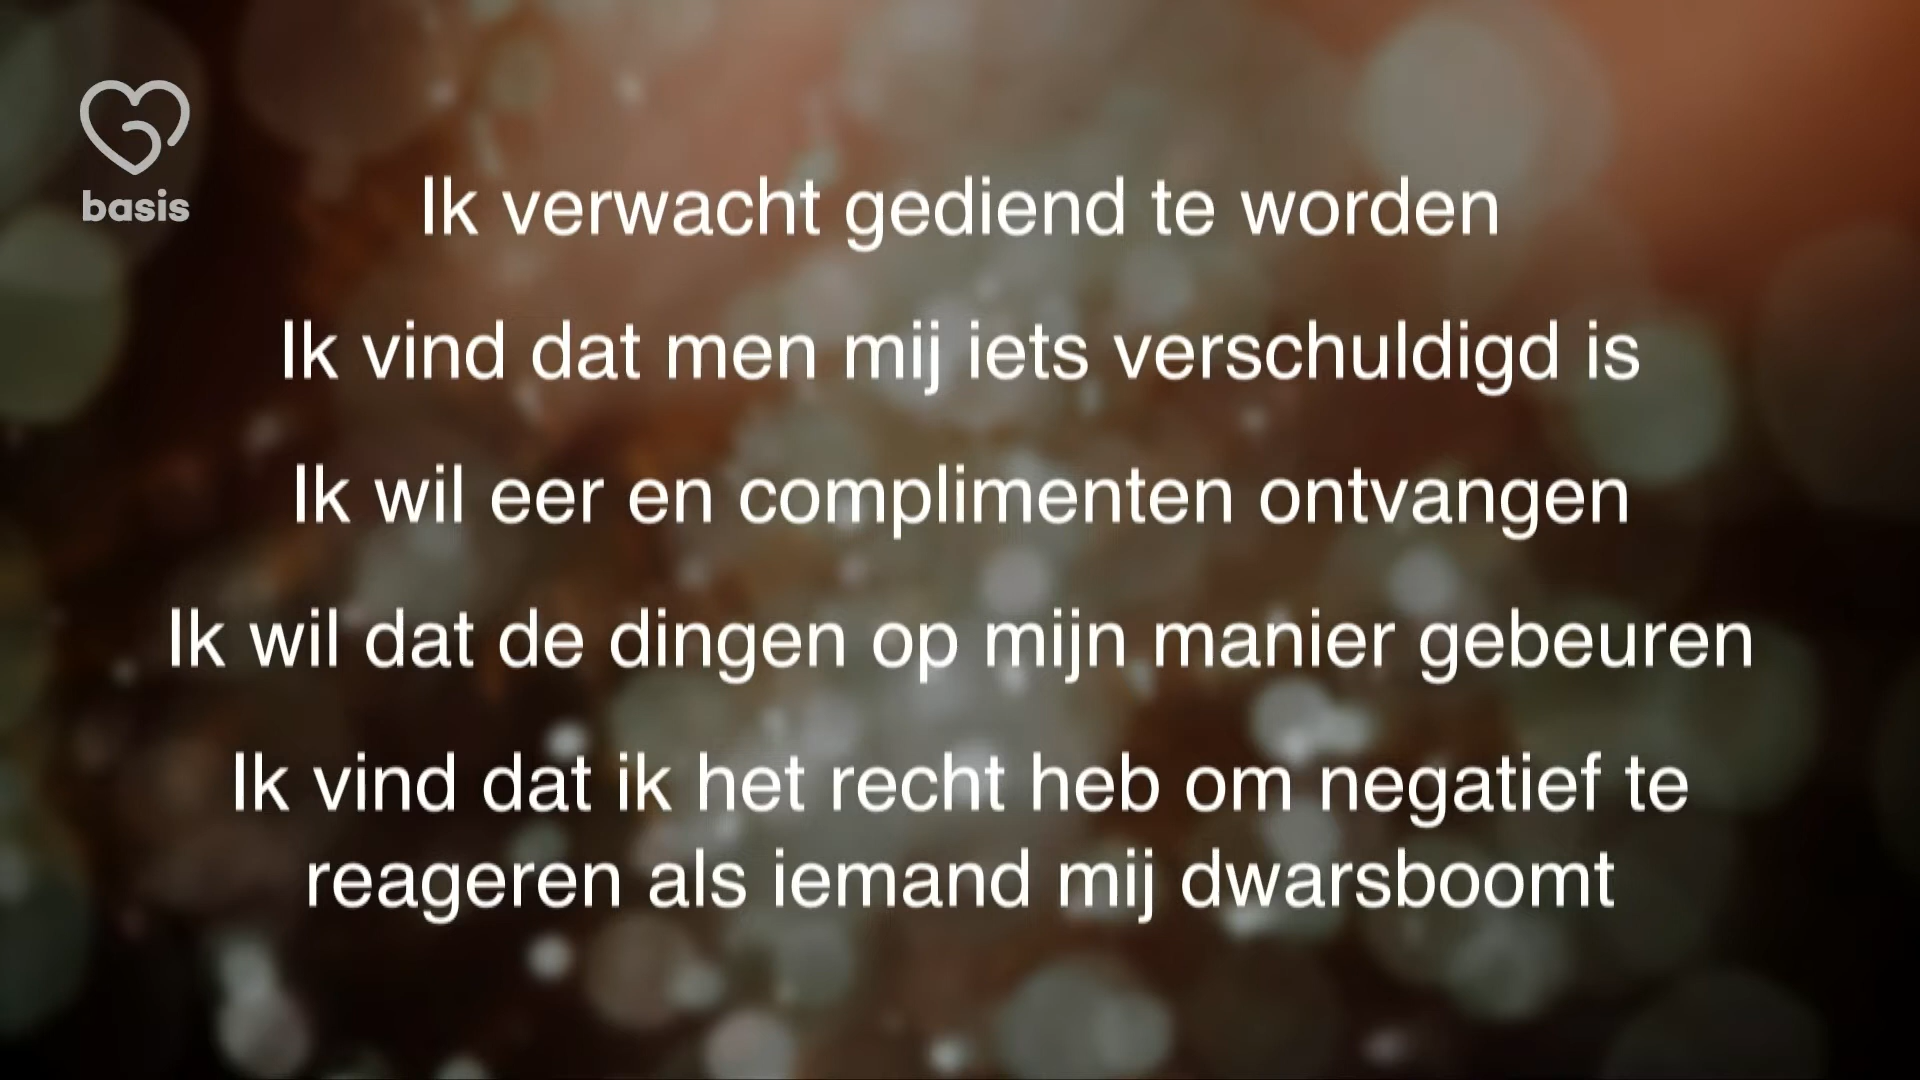 basis
Ik verwacht gediend te worden
Ik vind dat men mij iets verschuldigd is
Ik wil eer en complimenten ontvangen
Ik wil dat de dingen op mijn manier gebeuren
Ik vind dat ik het recht heb om negatief te
reageren als iemand mij dwarsboomt